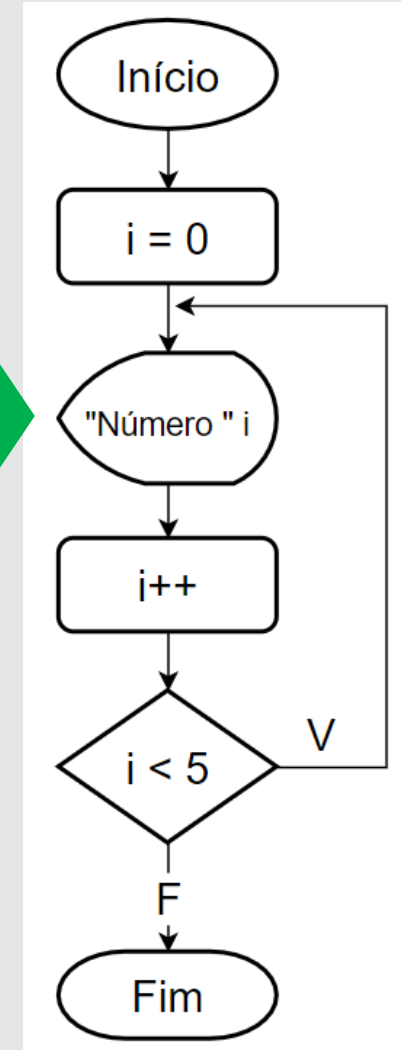 Início
i = 0
"Número " i
i++
i < 5
V
F
Fim